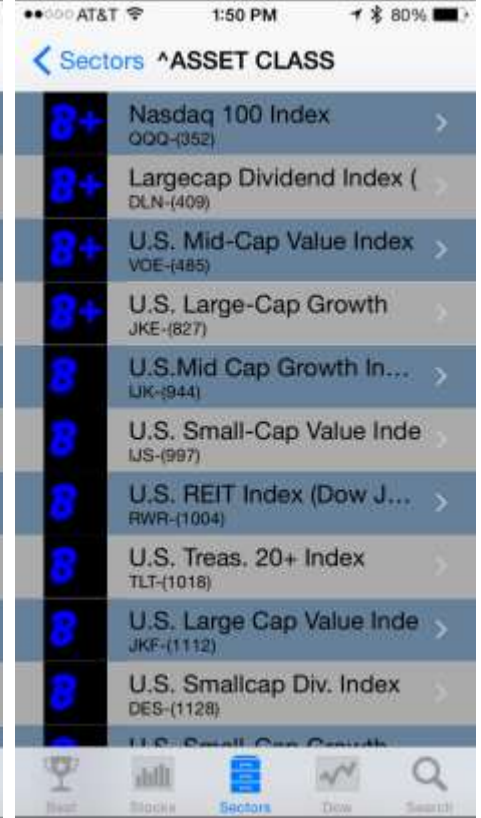 AT&T 1:50 PM 80%
Sectors ^ASSET CLASS
8+ Nasdaq 100 Index
QQQ-(352)
8+ Largecap Dividend Index (
DLN-(409)
8+ U.S. Mid-Cap Value Index
VOE-(485)
8+ U.S. Large-Cap Growth
JKE-(827)
8 U.S.Mid Cap Growth In...
IJK-(944)
8 U.S. Small-Cap Value Inde
IJS-(997)
8 U.S. REIT Index (Dow J...
RWR-(1004)
8 U.S. Treas. 20+ Index
TLT-(1018)
8 U.S. Large Cap Value Inde
JKF-(1112)
8 U.S. Smallcap Div. Index
DES-(1128)
8 U.S. Small-Cap Growth
Best Stocks Sectors Dow Search